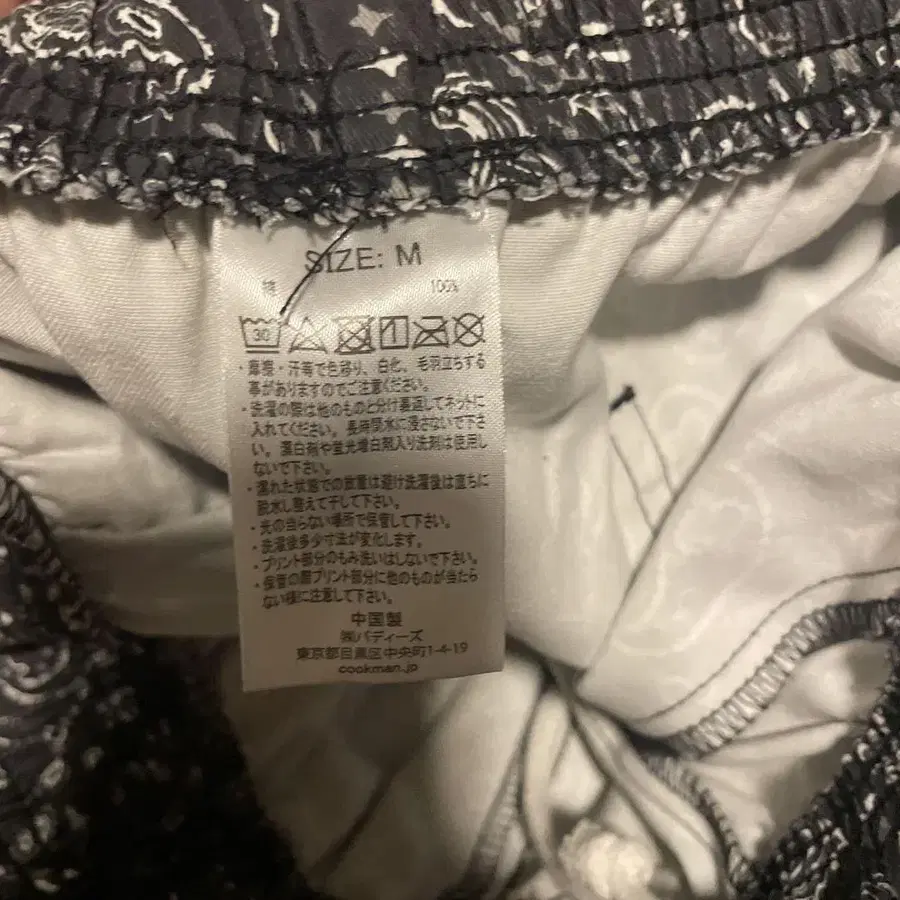 SIZE: M
綿 100%
30
・摩擦・汗等で色移り、白化、毛羽立ちする
事がありますのでご注意ください。
・洗濯の際は他のものと分け裏返してネットに
入れてください。長時間水に浸さないで下さ
い。漂白剤や蛍光増白剤入り洗剤は使用し
ないで下さい。
・濡れた状態での放置は避け洗濯後は直ちに
脱水し整えて干して下さい。
・光の当らない場所で保管して下さい。
・洗濯後多少寸法が変化します。
・プリント部分のもみ洗いはしないで下さい。
・保管の際プリント部分に他のものが当たら
ない様に注意して下さい。
中国製
㈱バディーズ
東京都目黒区中央町1-4-19
cookman.jp